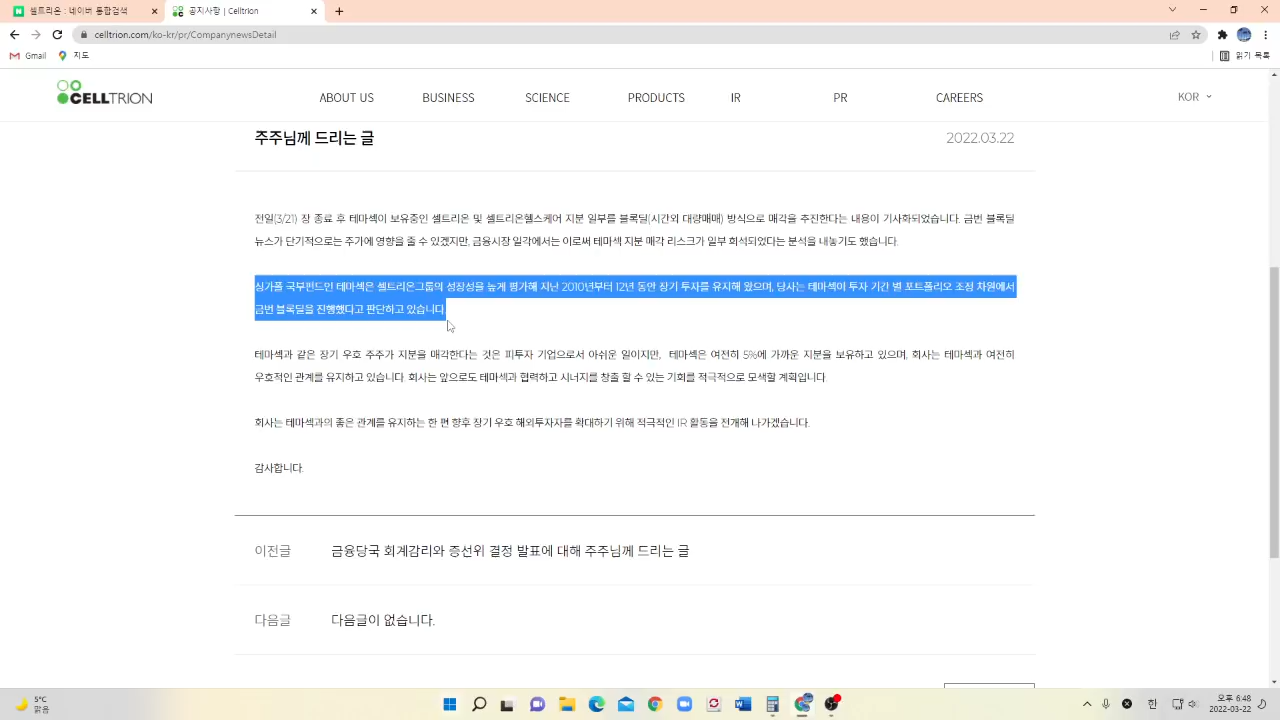 셀트리온 : 네이버 통합검색
공지사항 | Celltrion
celltrion.com/ko-kr/pr/CompanynewsDetail
Gmail
지도
읽기 목록
CELLTRION
ABOUT US
BUSINESS
SCIENCE
PRODUCTS
IR
PR
CAREERS
KOR
주주님께 드리는 글
2022.03.22
전일(3/21) 장 종료 후 테마섹이 보유중인 셀트리온 및 셀트리온헬스케어 지분 일부를 블록딜(시간외 대량매매) 방식으로 매각을 추진한다는 내용이 기사화되었습니다. 금번 블록딜
뉴스가 단기적으로는 주가에 영향을 줄 수 있겠지만, 금융시장 일각에서는 이로써 테마섹 지분 매각 리스크가 일부 희석되었다는 분석을 내놓기도 했습니다.
싱가폴 국부펀드인 테마섹은 셀트리온그룹의 성장성을 높게 평가해 지난 2010년부터 12년 동안 장기 투자를 유지해 왔으며, 당사는 테마섹이 투자 기간 별 포트폴리오 조정 차원에서
금번 블록딜을 진행했다고 판단하고 있습니다.
테마섹과 같은 장기 우호 주주가 지분을 매각한다는 것은 피투자 기업으로서 아쉬운 일이지만, 테마섹은 여전히 5%에 가까운 지분을 보유하고 있으며, 회사는 테마섹과 여전히
우호적인 관계를 유지하고 있습니다. 회사는 앞으로도 테마섹과 협력하고 시너지를 창출 할 수 있는 기회를 적극적으로 모색할 계획입니다.
회사는 테마섹과의 좋은 관계를 유지하는 한 편 향후 장기 우호 해외투자자를 확대하기 위해 적극적인 IR 활동을 전개해 나가겠습니다.
감사합니다.
이전글
금융당국 회계감리와 증선위 결정 발표에 대해 주주님께 드리는 글
다음글
다음글이 없습니다.
5°C
맑음
한
오후 6:48
2022-03-22